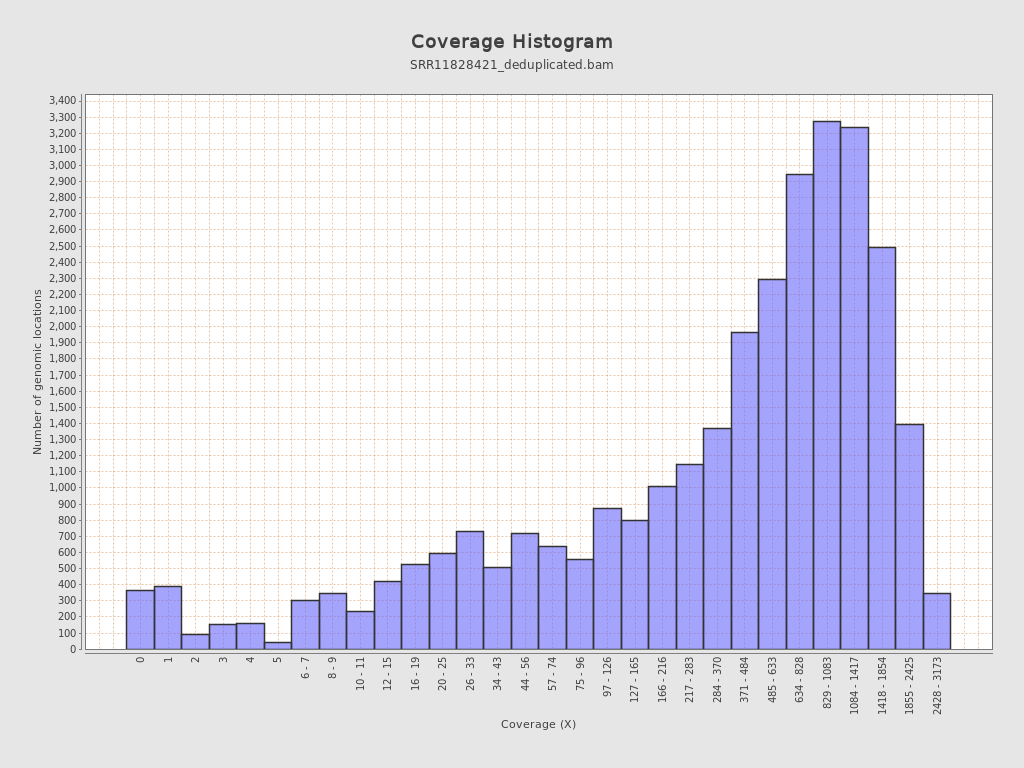 Coverage Histogram
SRR11828421_deduplicated.bam
Number of genomic locations
3,400
3,300
3,200
3,100
3,000
2,900
2,800
2,700
2,600
2,500
2,400
2,300
2,200
2,100
2,000
1,900
1,800
1,700
1,600
1,500
1,400
1,300
1,200
1,100
1,000
900
800
700
600
500
400
300
200
100
0
0
1
2
3
4
5
6 - 7
8 - 9
10 - 11
12 - 15
16 - 19
20 - 25
26 - 33
34 - 43
44 - 56
57 - 74
75 - 96
97 - 126
127 - 165
166 - 216
217 - 283
284 - 370
371 - 484
485 - 633
634 - 828
829 - 1083
1084 - 1417
1418 - 1854
1855 - 2425
2428 - 3173
Coverage (X)